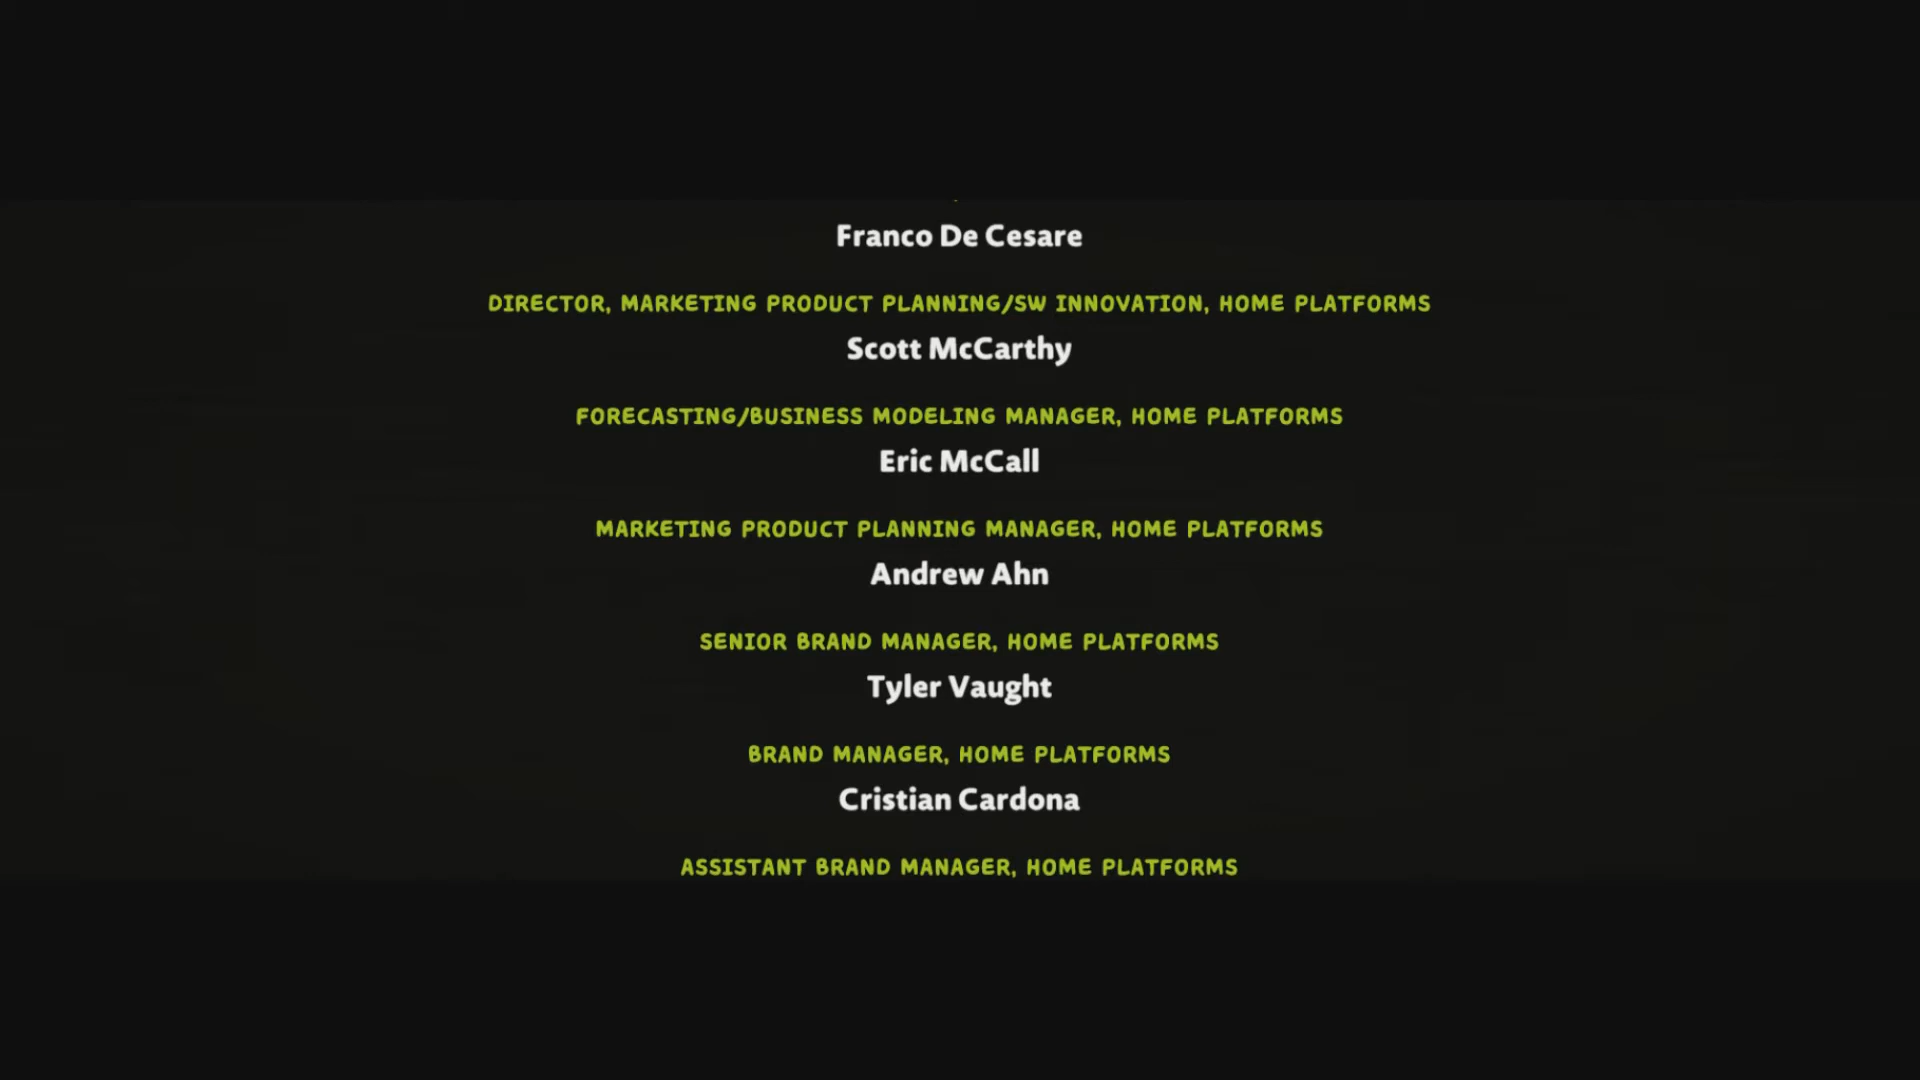 Franco De Cesare
DIRECTOR, MARKETING PRODUCT PLANNING/SW INNOVATION, HOME PLATFORMS
Scott McCarthy
FORECASTING/BUSINESS MODELING MANAGER, HOME PLATFORMS
Eric McCall
MARKETING PRODUCT PLANNING MANAGER, HOME PLATFORMS
Andrew Ahn
SENIOR BRAND MANAGER, HOME PLATFORMS
Tyler Vaught
BRAND MANAGER, HOME PLATFORMS
Cristian Cardona
ASSISTANT BRAND MANAGER, HOME PLATFORMS